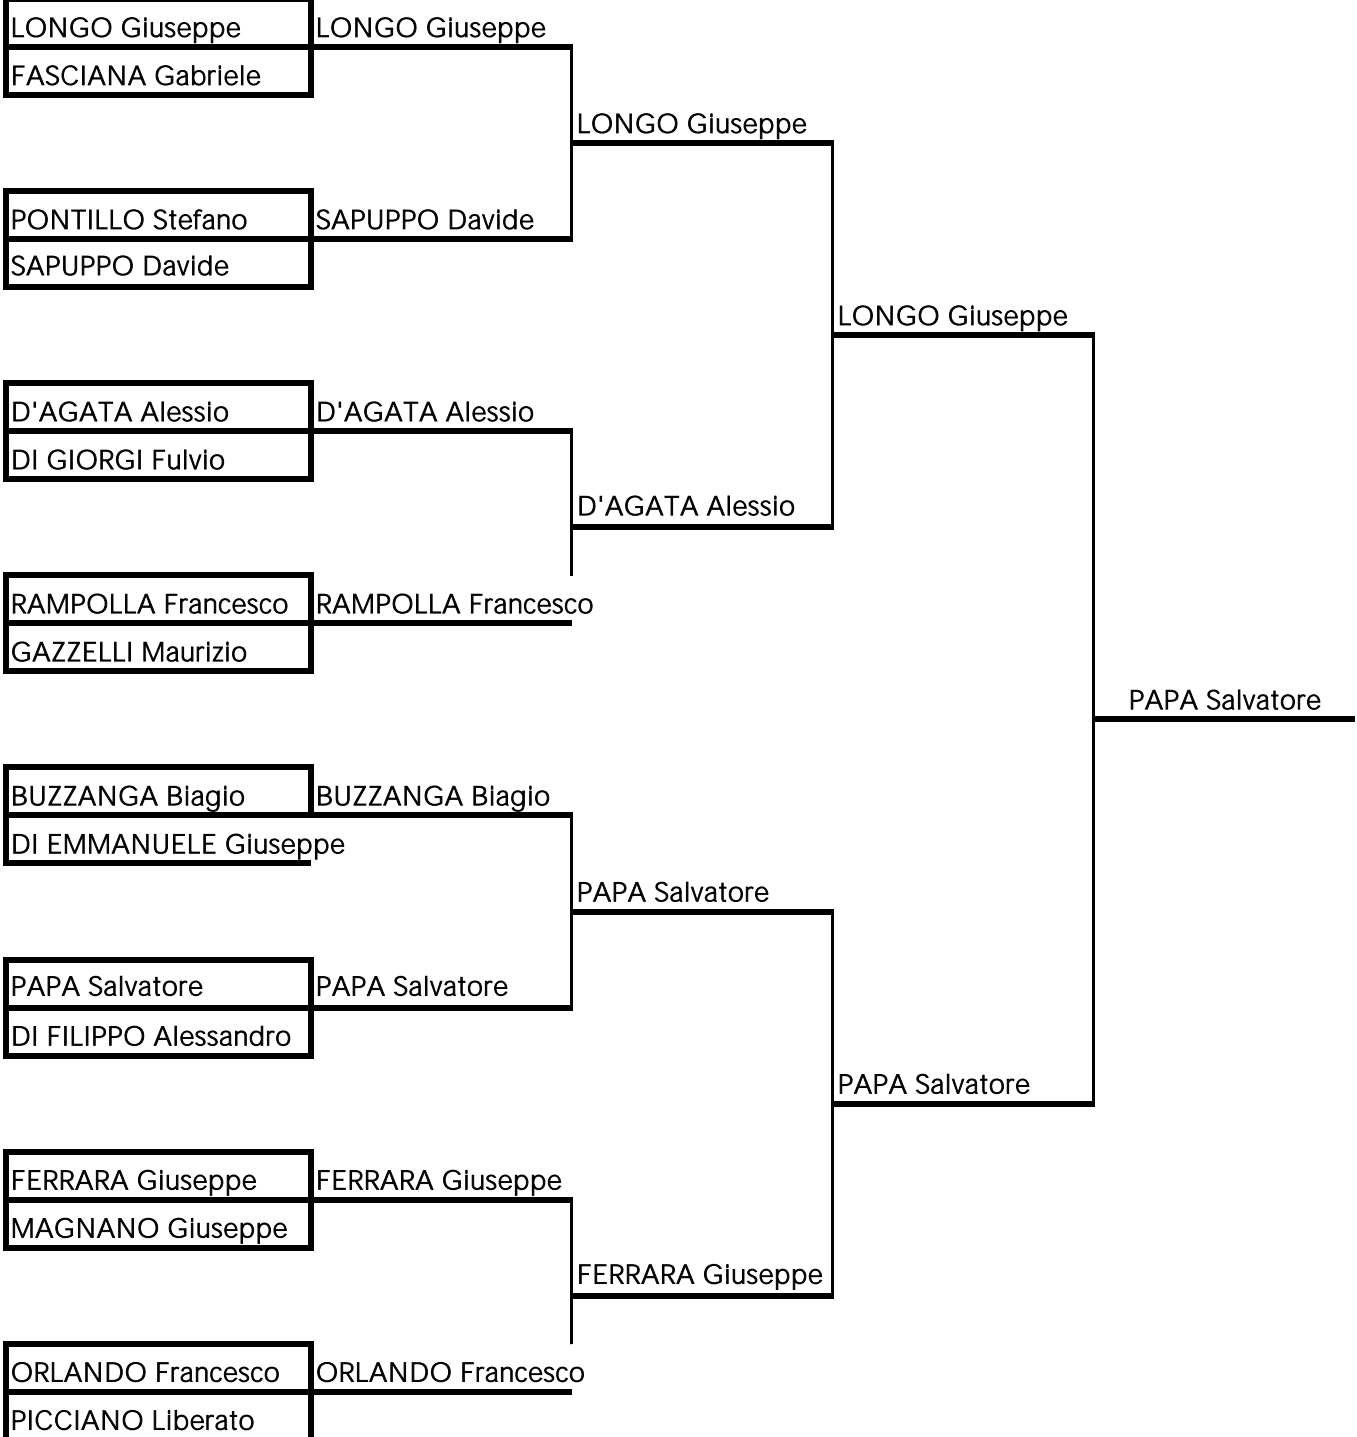 LONGO Giuseppe LONGO Giuseppe
FASCIANA Gabriele
LONGO Giuseppe
PONTILLO Stefano SAPUPPO Davide
SAPUPPO Davide
LONGO Giuseppe
D'AGATA Alessio D'AGATA Alessio
DI GIORGI Fulvio
D'AGATA Alessio
RAMPOLLA Francesco RAMPOLLA Francesco
GAZZELLI Maurizio
PAPA Salvatore
BUZZANGA Biagio BUZZANGA Biagio
DI EMMANUELE Giuseppe
PAPA Salvatore
PAPA Salvatore PAPA Salvatore
DI FILIPPO Alessandro
PAPA Salvatore
FERRARA Giuseppe FERRARA Giuseppe
MAGNANO Giuseppe
FERRARA Giuseppe
ORLANDO Francesco ORLANDO Francesco
PICCIANO Liberato